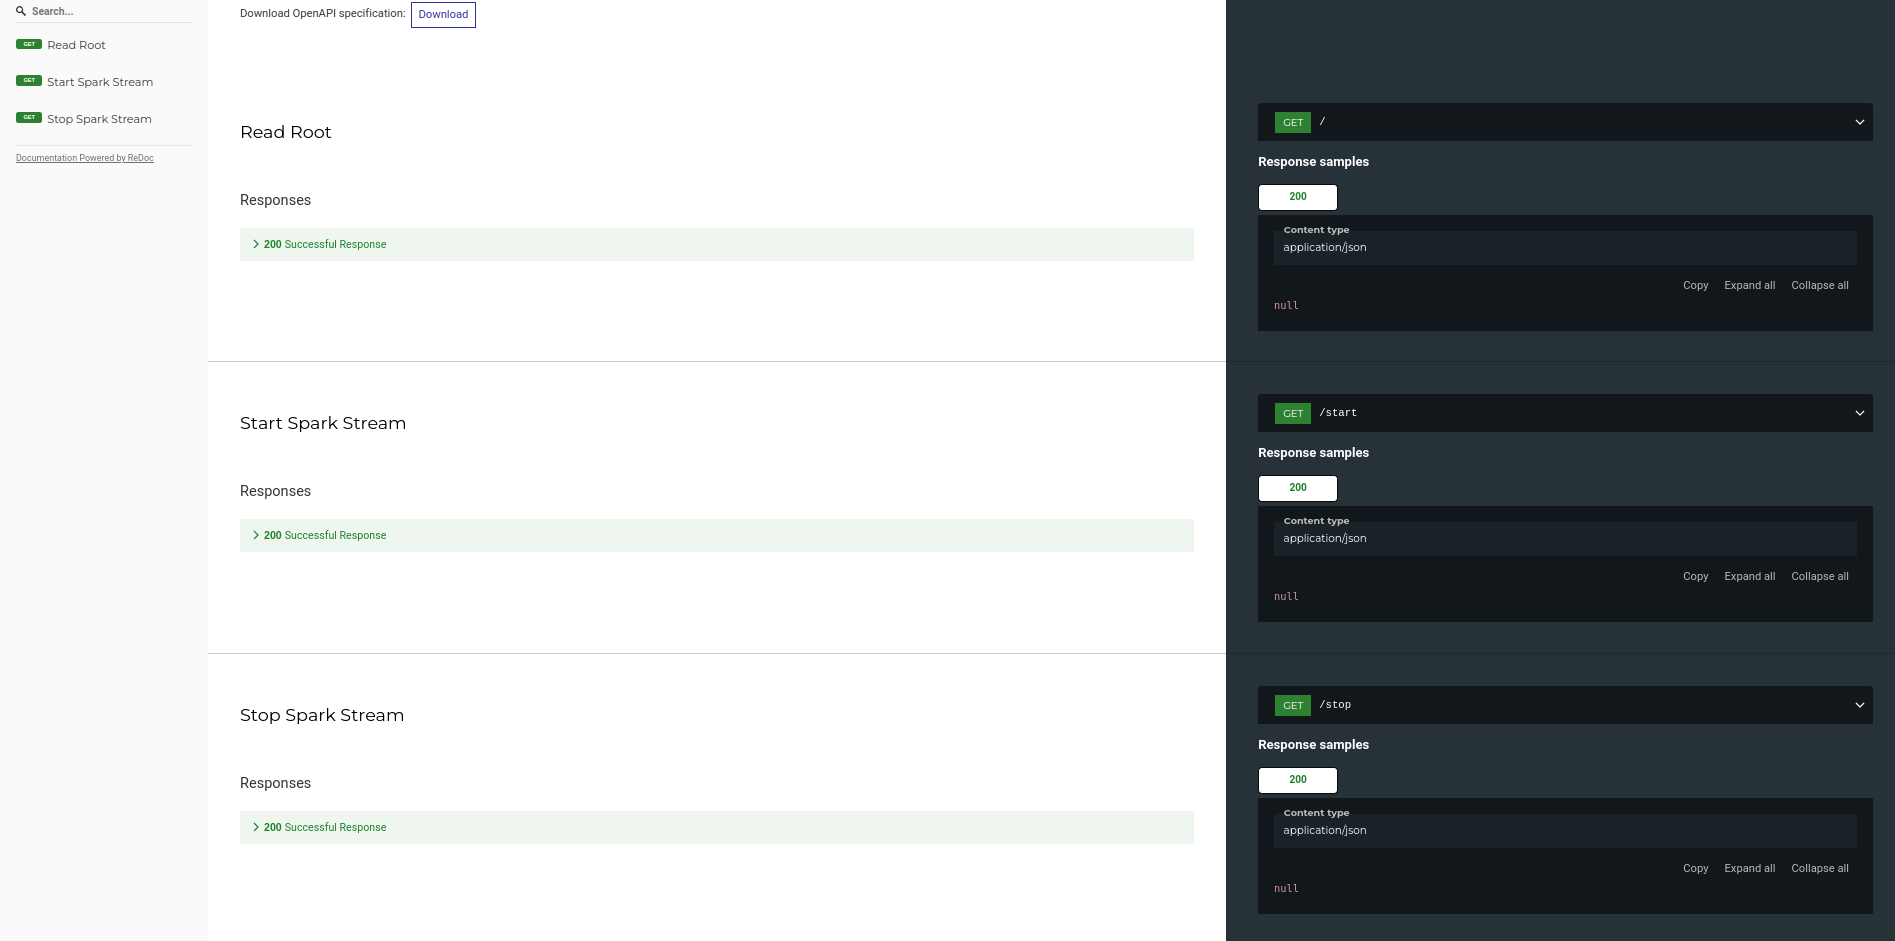 Search...
GET Read Root
GET Start Spark Stream
GET Stop Spark Stream
Documentation Powered by ReDoc
Download OpenAPI specification: Download
Read Root
Responses
200 Successful Response
GET /
Response samples
200
Content type
application/json
Copy Expand all Collapse all
null
Start Spark Stream
Responses
200 Successful Response
GET /start
Response samples
200
Content type
application/json
Copy Expand all Collapse all
null
Stop Spark Stream
Responses
200 Successful Response
GET /stop
Response samples
200
Content type
application/json
Copy Expand all Collapse all
null